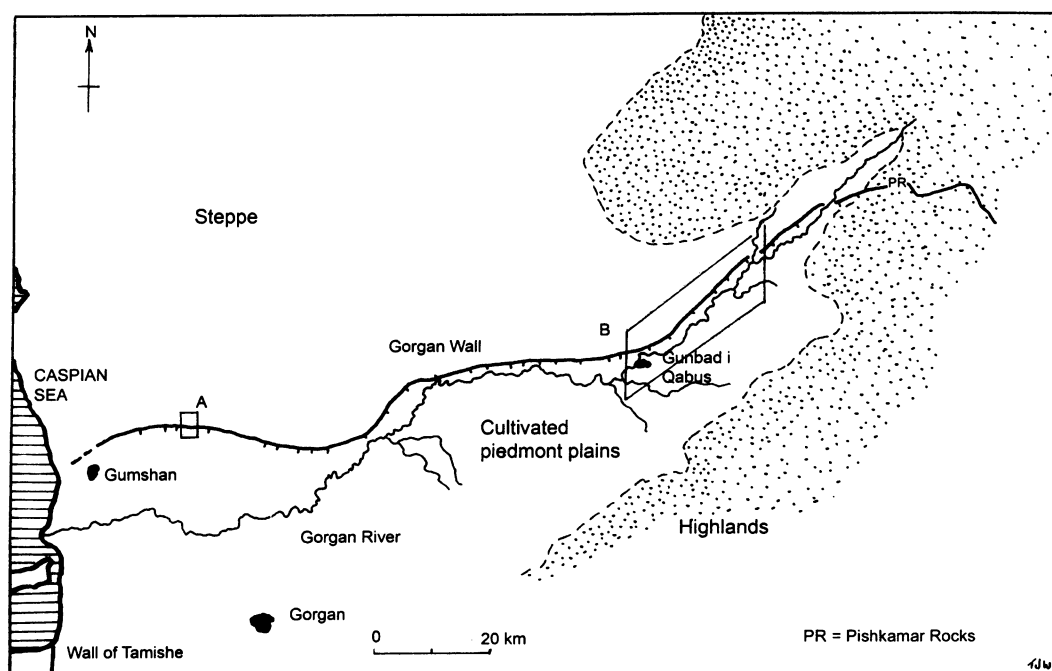 N
Steppe
PR
B
Gorgan Wall
Gunbad i
Qabus
CASPIAN
SEA
A
Cultivated
piedmont plains
Gumshan
Highlands
Gorgan River
Gorgan
0 20 km
PR = Pishkamar Rocks
Wall of Tamishe
TJW